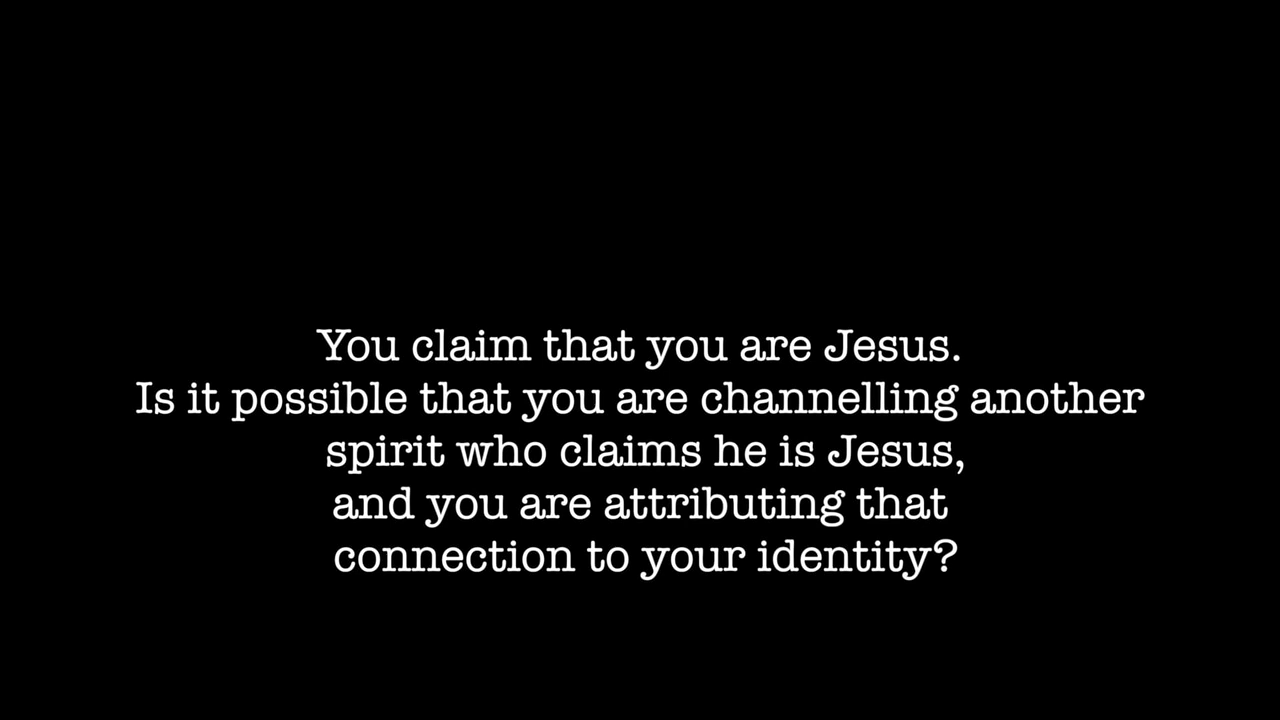 You claim that you are Jesus.
Is it possible that you are channelling another
spirit who claims he is Jesus,
and you are attributing that
connection to your identity?